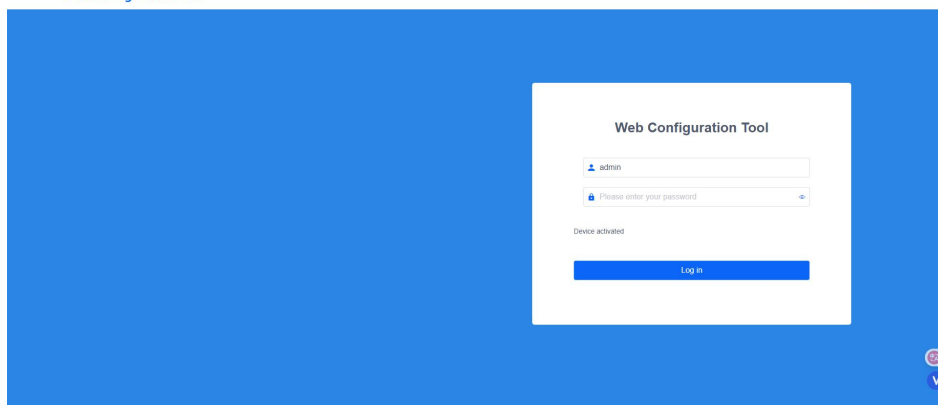 Web Configuration Tool
admin
Please enter your password
Device activated
Log in
V